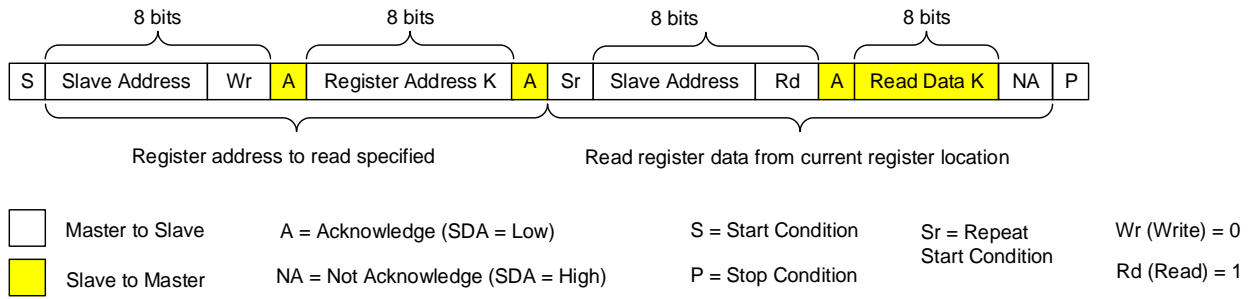 8 bits 8 bits 8 bits 8 bits
S Slave Address Wr A Register Address K A Sr Slave Address Rd A Read Data K NA P
Register address to read specified Read register data from current register location
Master to Slave A = Acknowledge (SDA = Low) S = Start Condition Sr = Repeat Wr (Write) = 0
Start Condition
Slave to Master NA = Not Acknowledge (SDA = High) P = Stop Condition Rd (Read) = 1